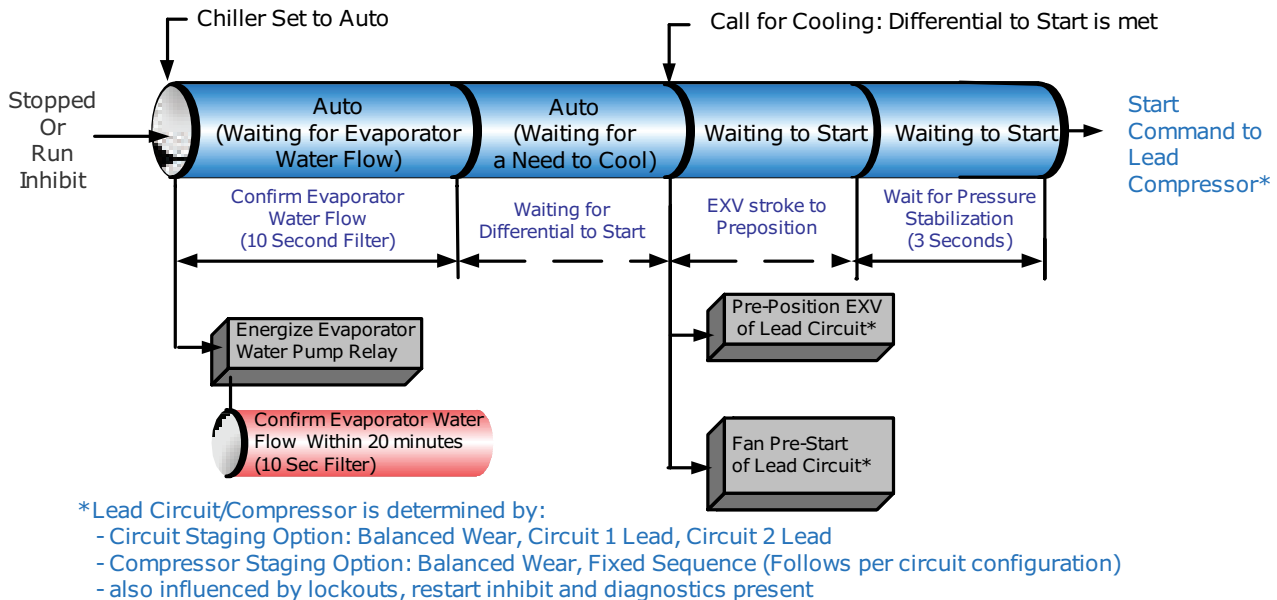 Chiller Set to Auto
Call for Cooling: Differential to Start is met
Stopped
Or
Run
Inhibit
Auto
(Waiting for Evaporator
Water Flow)
Auto
(Waiting for
a Need to Cool)
Waiting to Start
Waiting to Start
Start
Command to
Lead
Compressor*
Confirm Evaporator
Water Flow
(10 Second Filter)
Waiting for
Differential to Start
EXV stroke to
Preposition
Wait for Pressure
Stabilization
(3 Seconds)
Energize Evaporator
Water Pump Relay
Pre-Position EXV
of Lead Circuit*
Confirm Evaporator Water
Flow Within 20 minutes
(10 Sec Filter)
Fan Pre-Start
of Lead Circuit*
*Lead Circuit/Compressor is determined by:
- Circuit Staging Option: Balanced Wear, Circuit 1 Lead, Circuit 2 Lead
- Compressor Staging Option: Balanced Wear, Fixed Sequence (Follows per circuit configuration)
- also influenced by lockouts, restart inhibit and diagnostics present